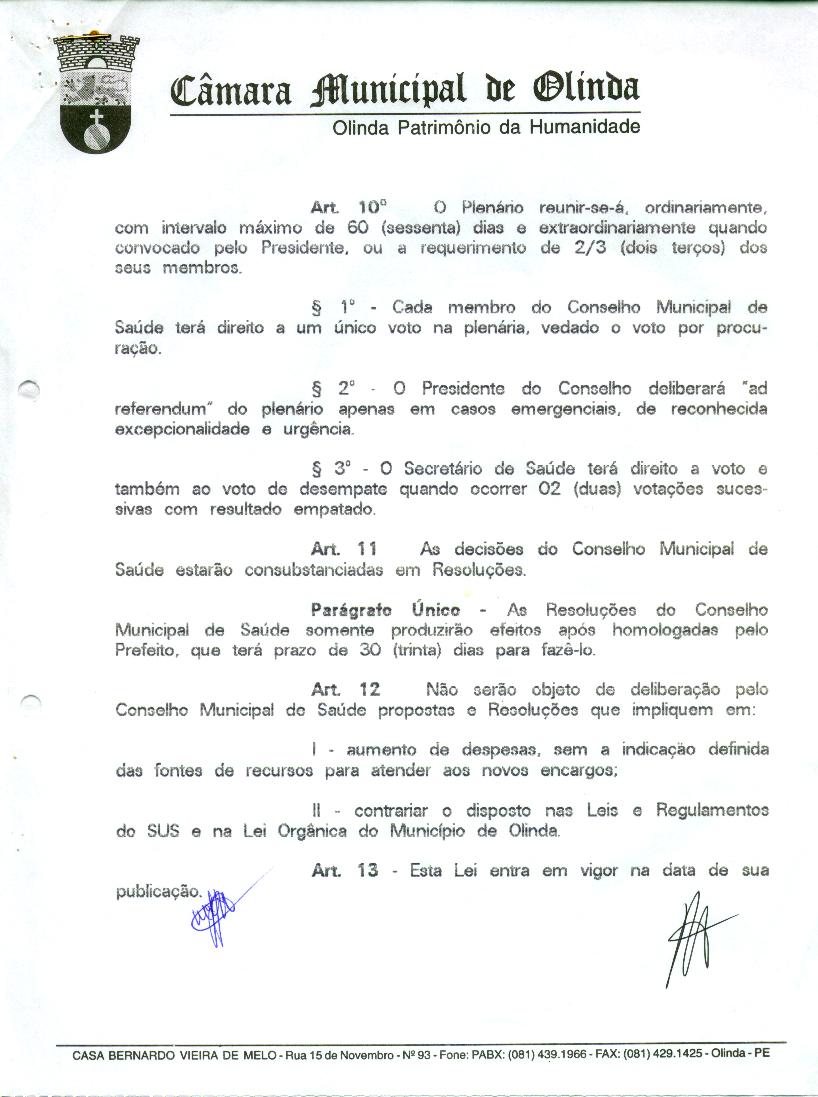 Câmara Municipal de Olinda
Olinda Patrimônio da Humanidade
Art. 10º O Plenário reunir-se-á, ordinariamente,
com intervalo máximo de 60 (sessenta) dias e extraordinariamente quando
convocado pelo Presidente, ou a requerimento de 2/3 (dois terços) dos
seus membros.
§ 1º - Cada membro do Conselho Municipal de
Saúde terá direito a um único voto na plenária, vedado o voto por procu-
ração.
§ 2º - O Presidente do Conselho deliberará "ad
referendum" do plenário apenas em casos emergenciais, de reconhecida
excepcionalidade e urgência.
§ 3º - O Secretário de Saúde terá direito a voto e
também ao voto de desempate quando ocorrer 02 (duas) votações suces-
sivas com resultado empatado.
Art. 11 As decisões do Conselho Municipal de
Saúde estarão consubstanciadas em Resoluções.
Parágrafo Único - As Resoluções do Conselho
Municipal de Saúde somente produzirão efeitos após homologadas pelo
Prefeito, que terá prazo de 30 (trinta) dias para fazê-lo.
Art. 12 Não serão objeto de deliberação pelo
Conselho Municipal de Saúde propostas e Resoluções que impliquem em:
I - aumento de despesas, sem a indicação definida
das fontes de recursos para atender aos novos encargos;
II - contrariar o disposto nas Leis e Regulamentos
do SUS e na Lei Orgânica do Município de Olinda.
Art. 13 - Esta Lei entra em vigor na data de sua
publicação.
CASA BERNARDO VIEIRA DE MELO - Rua 15 de Novembro - Nº 93 - Fone: PABX: (081) 439.1966 - FAX: (081) 429.1425 - Olinda - PE